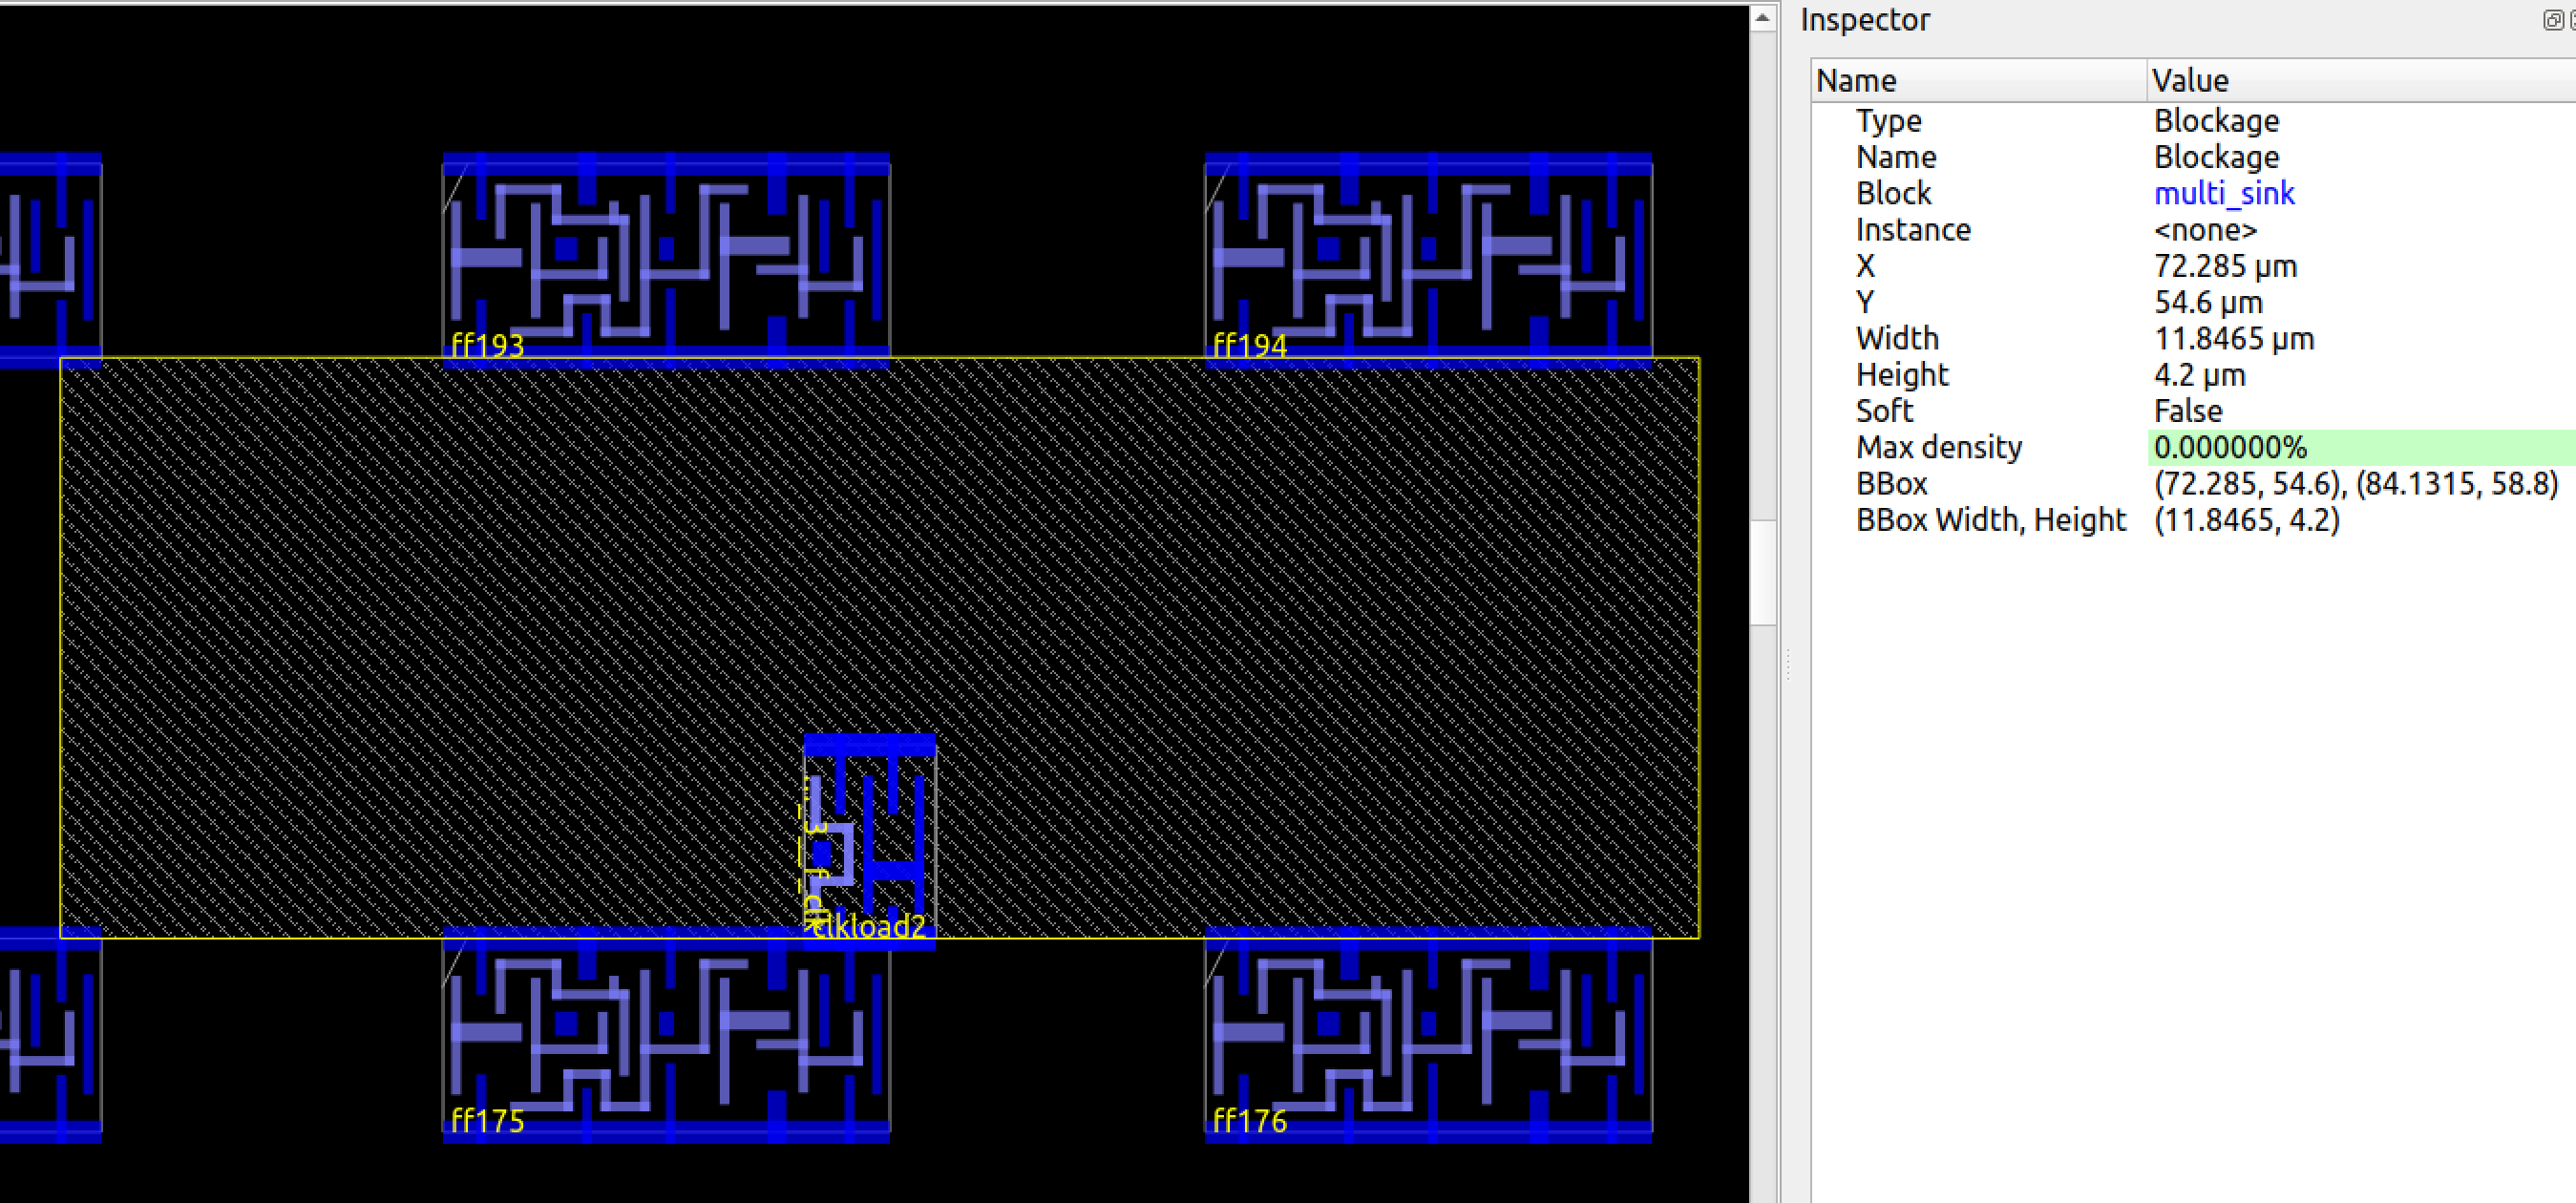 Inspector
Name Value
Type Blockage
Name Blockage
Block multi_sink
Instance <none>
X 72.285 µm
Y 54.6 µm
Width 11.8465 µm
Height 4.2 µm
Soft False
Max density 0.000000%
BBox (72.285, 54.6), (84.1315, 58.8)
BBox Width, Height (11.8465, 4.2)
ff193
ff194
clkload2
ff175
ff176